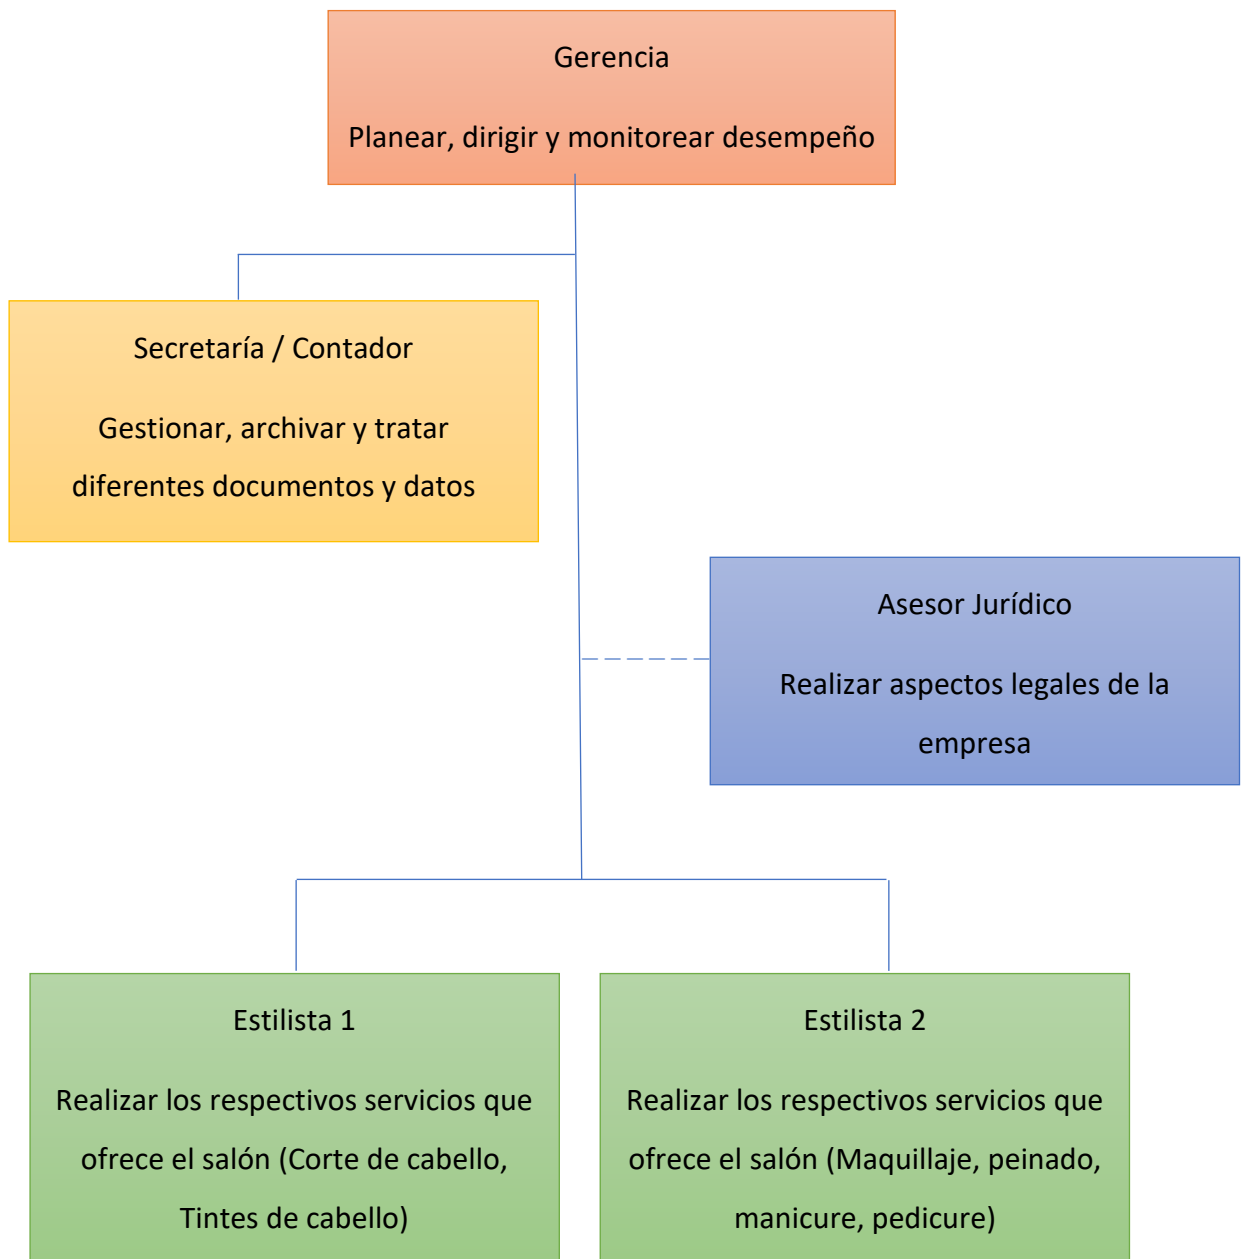 Gerencia
Planear, dirigir y monitorear desempeño
Secretaría / Contador
Gestionar, archivar y tratar
diferentes documentos y datos
Asesor Jurídico
Realizar aspectos legales de la
empresa
Estilista 1
Realizar los respectivos servicios que
ofrece el salón (Corte de cabello,
Tintes de cabello)
Estilista 2
Realizar los respectivos servicios que
ofrece el salón (Maquillaje, peinado,
manicure, pedicure)